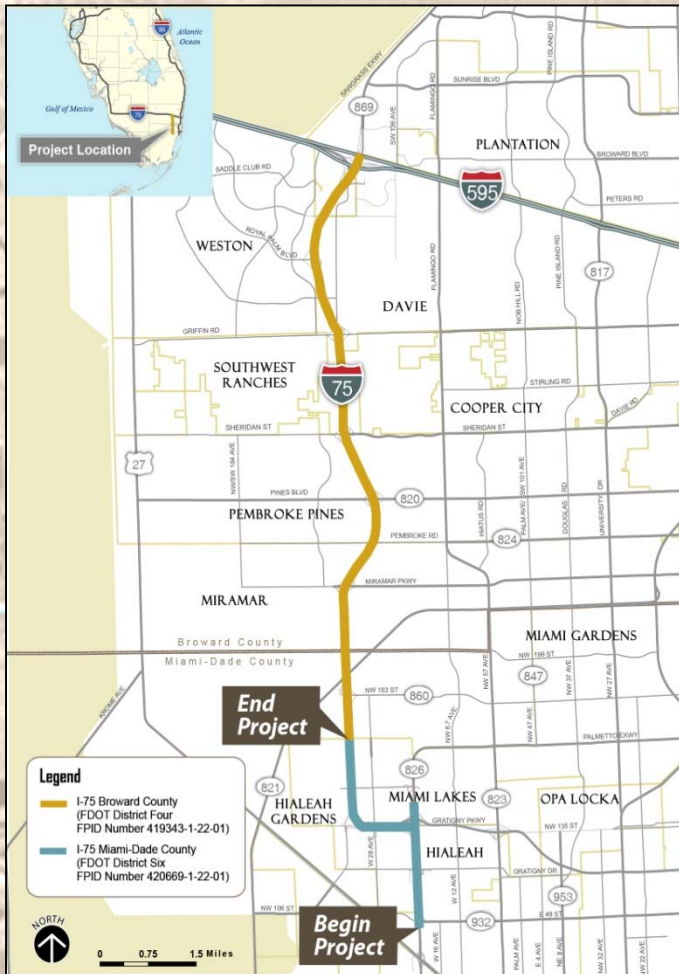 95
Atlantic
Ocean
Gulf of Mexico
75
Project Location
SAWGRASS EXWY
869
SW 136 AVE
FLAMINGO RD
SUNRISE BLVD
PINE ISLAND RD
PLANTATION
BROWARD BLVD
SADDLE CLUB RD
595
PETERS RD
WESTON
ROYAL PALM BLVD
FLAMINGO RD
NOB HILL RD
PINE ISLAND RD
817
DAVIE
GRIFFIN RD
SOUTHWEST
RANCHES
75
STIRLING RD
COOPER CITY
DAVIE RD
SHERIDAN ST
SHERIDAN ST
27
NW/SW 184 AVE
PINES BLVD
820
HIATUS RD
PALM AVE/ SW 101 AVE
DOUGLAS RD
UNIVERSITY DR
PEMBROKE PINES
PEMBROKE RD
824
MIRAMAR PKWY
MIRAMAR
MIAMI GARDENS
Broward County
Miami-Dade County
NW 199 ST
KROME AVE
NW 57 AVE
847
NW 47 AVE
NW 37 AVE
NW 27 AVE
NW 183 ST
860
NW 67 AVE
End
Project
PALMETTO EXWY
826
821
MIAMI LAKES
823
OPA LOCKA
HIALEAH
GARDENS
GRATIGNY PKWY
NW 135 ST
W 28 AVE
HIALEAH
W 12 AVE
GRATIGNY DR
953
NW 106 ST
932
E 49 ST
Begin
Project
W 16 AVE
PALM AVE
E 4 AVE
NE 8 AVE
NW 32 AVE
NW 22 AVE
Legend
I-75 Broward County
(FDOT District Four
FPID Number 419343-1-22-01)
I-75 Miami-Dade County
(FDOT District Six
FPID Number 420669-1-22-01)
NORTH
0 0.75 1.5 Miles